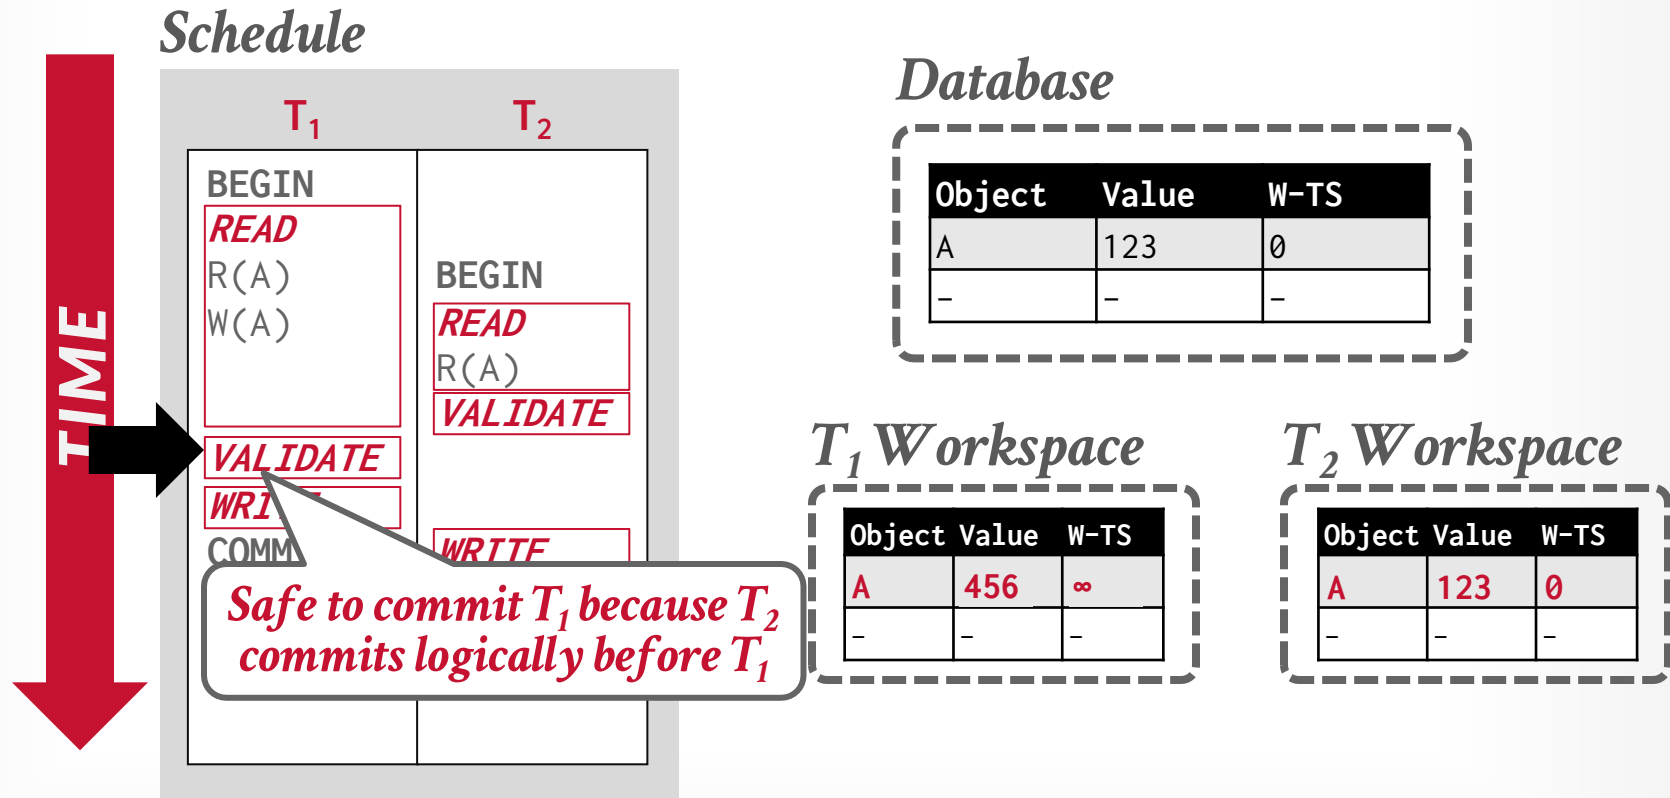 Schedule
TIME
T1
T2
BEGIN
READ
R(A)
W(A)
VALIDATE
COMM
BEGIN
READ
R(A)
VALIDATE
WRITE
Safe to commit T1 because T2
commits logically before T1
Database
Object Value W-TS
A 123 0
- - -
T1 Workspace
Object Value W-TS
A 456 ∞
- - -
T2 Workspace
Object Value W-TS
A 123 0
- - -